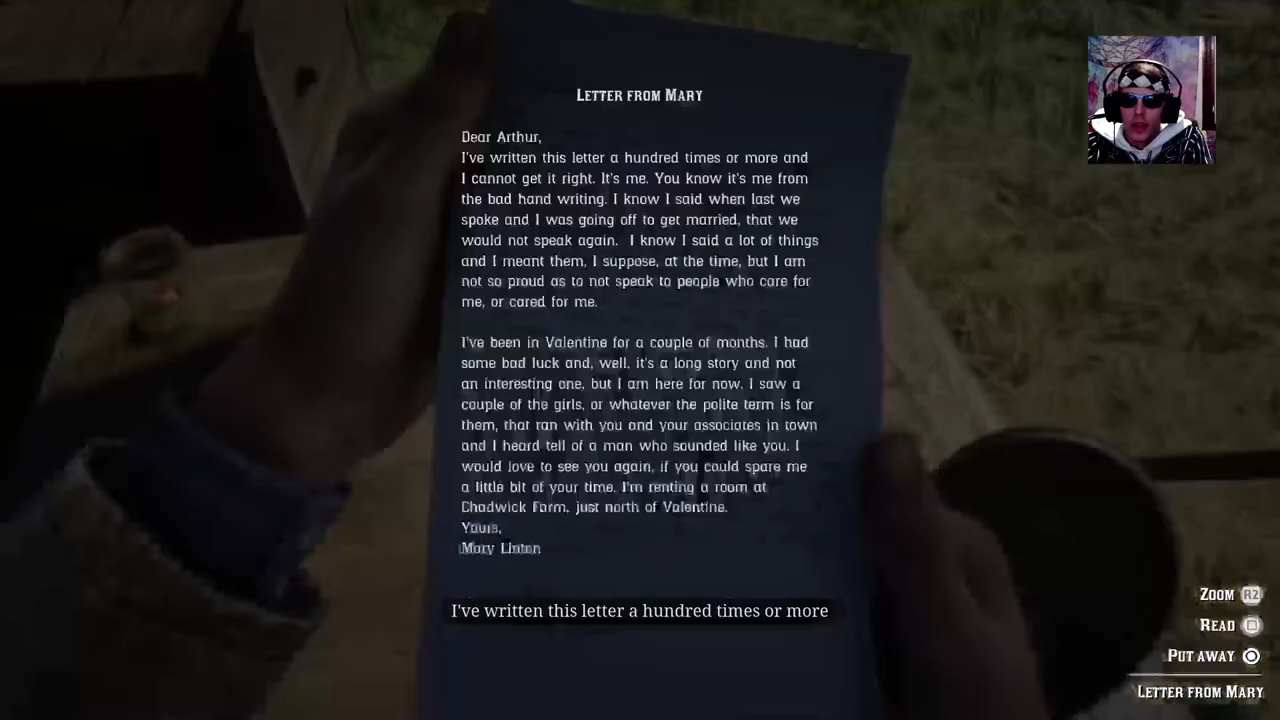 LETTER FROM MARY
Dear Arthur,
I've written this letter a hundred times or more and
I cannot get it right. It's me. You know it's me from
the bad hand writing. I know I said when last we
spoke and I was going off to get married, that we
would not speak again. I know I said a lot of things
and I meant them, I suppose, at the time, but I am
not so proud as to not speak to people who care for
me, or cared for me.
I've been in Valentine for a couple of months. I had
some bad luck and, well, it's a long story and not
an interesting one, but I am here for now. I saw a
couple of the girls, or whatever the polite term is for
them, that ran with you and your associates in town
and I heard tell of a man who sounded like you. I
would love to see you again, if you could spare me
a little bit of your time. I'm renting a room at
Chadwick Farm, just north of Valentine.
Yours,
Mary Linton
I've written this letter a hundred times or more
ZOOM R2
READ
PUT AWAY
LETTER FROM MARY